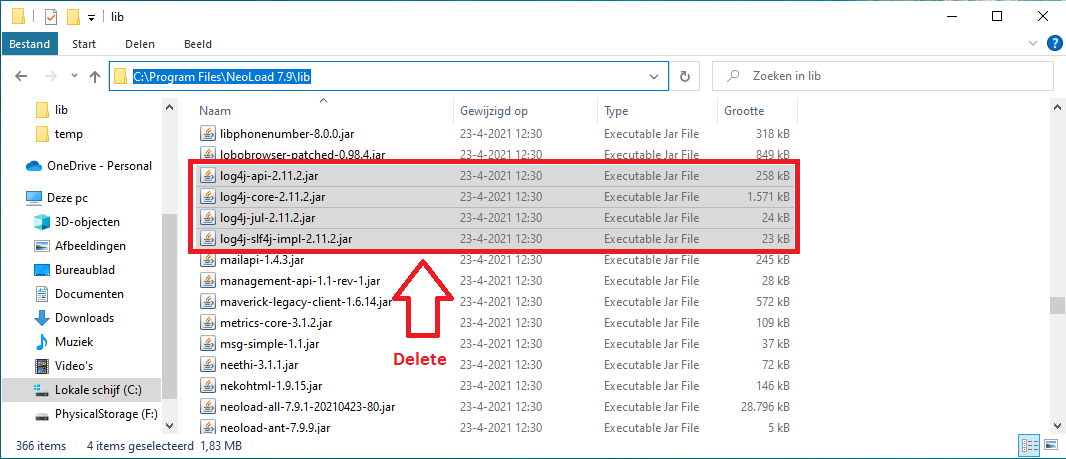 lib
Bestand Start Delen Beeld
C:\Program Files\NeoLoad 7.9\lib Zoeken in lib
lib
temp
OneDrive - Personal
Deze pc
3D-objecten
Afbeeldingen
Bureaublad
Documenten
Downloads
Muziek
Video's
Lokale schijf (C:)
PhysicalStorage (F:)
Naam Gewijzigd op Type Grootte
libphonenumber-8.0.0.jar 23-4-2021 12:30 Executable Jar File 318 kB
lobobrowser-patched-0.98.4.jar 23-4-2021 12:30 Executable Jar File 849 kB
log4j-api-2.11.2.jar 23-4-2021 12:30 Executable Jar File 258 kB
log4j-core-2.11.2.jar 23-4-2021 12:30 Executable Jar File 1.571 kB
log4j-jul-2.11.2.jar 23-4-2021 12:30 Executable Jar File 24 kB
log4j-slf4j-impl-2.11.2.jar 23-4-2021 12:30 Executable Jar File 23 kB
mailapi-1.4.3.jar 23-4-2021 12:30 Executable Jar File 245 kB
management-api-1.1-rev-1.jar 23-4-2021 12:30 Executable Jar File 28 kB
maverick-legacy-client-1.6.14.jar 23-4-2021 12:30 Executable Jar File 572 kB
metrics-core-3.1.2.jar 23-4-2021 12:30 Executable Jar File 109 kB
msg-simple-1.1.jar 23-4-2021 12:30 Executable Jar File 37 kB
Delete
neethi-3.1.1.jar 23-4-2021 12:30 Executable Jar File 72 kB
nekohtml-1.9.15.jar 23-4-2021 12:30 Executable Jar File 146 kB
neoload-all-7.9.1-20210423-80.jar 23-4-2021 12:30 Executable Jar File 28.796 kB
neoload-ant-7.9.9.jar 23-4-2021 12:30 Executable Jar File 5 kB
366 items 4 items geselecteerd 1,83 MB